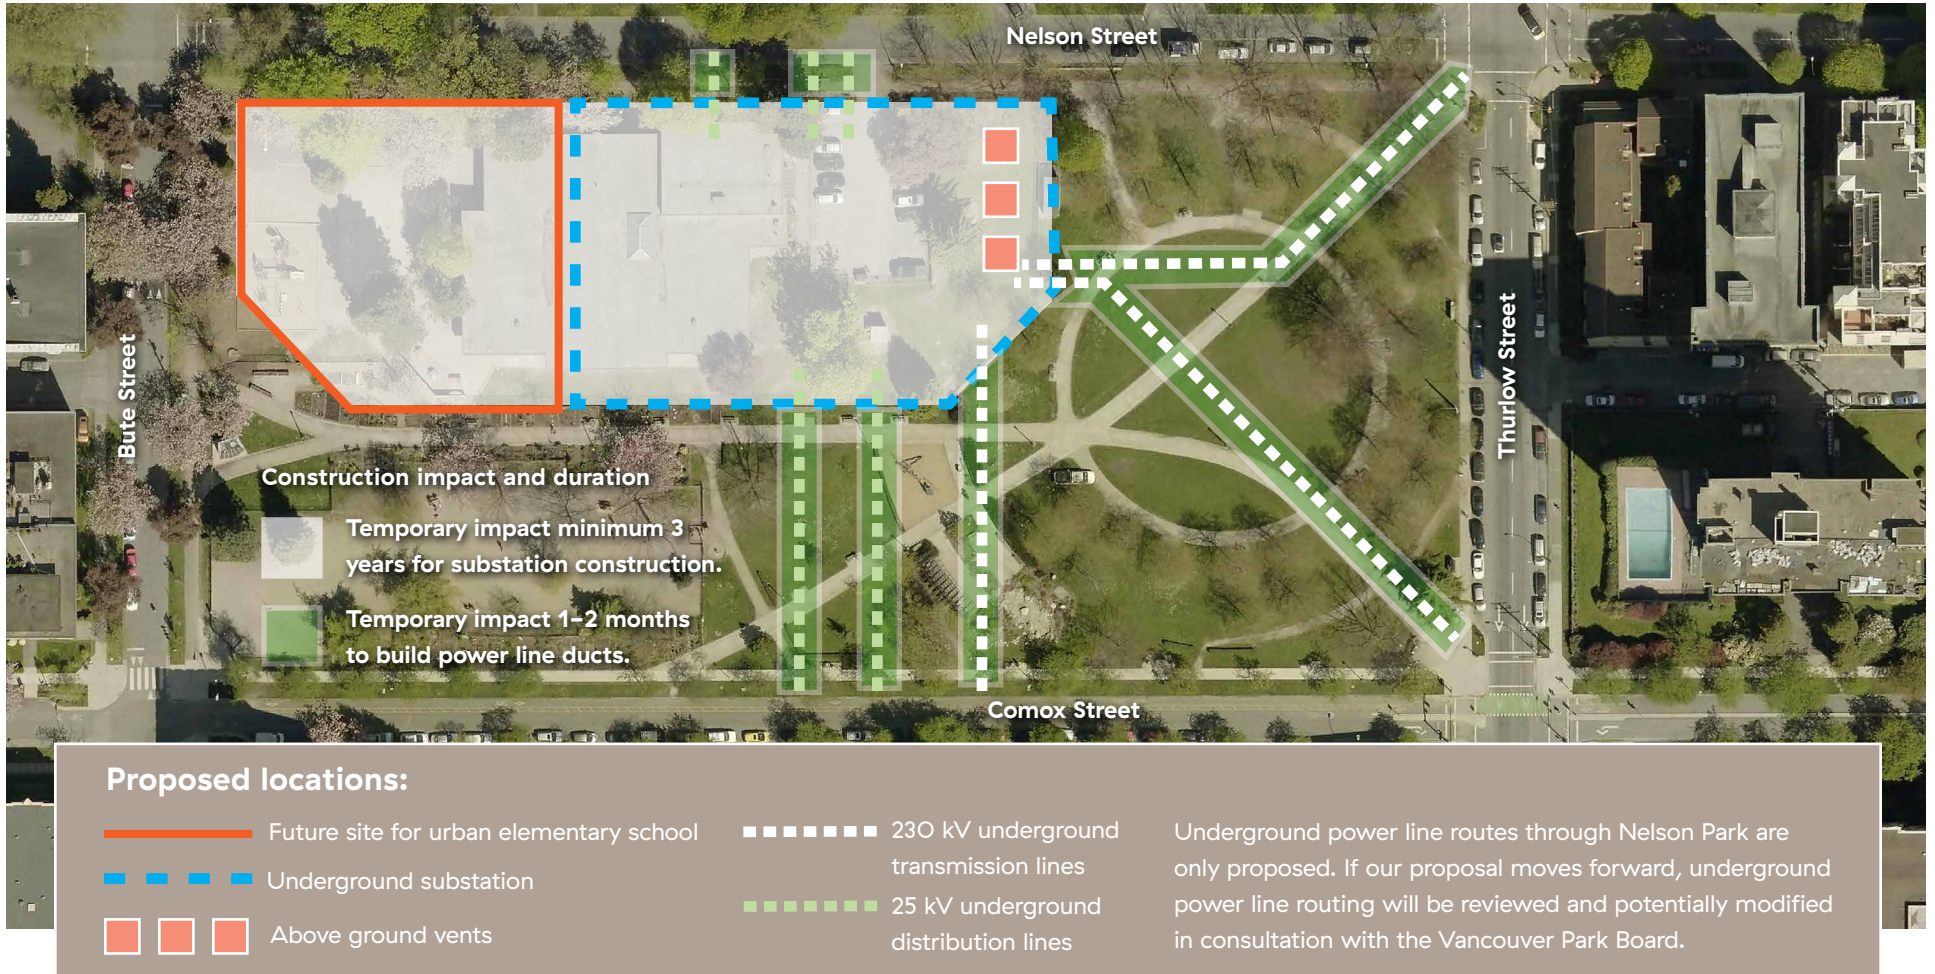 Nelson Street
Bute Street
Thurlow Street
Construction impact and duration
Temporary impact minimum 3
years for substation construction.
Temporary impact 1–2 months
to build power line ducts.
Comox Street
Proposed locations:
Future site for urban elementary school
Underground substation
Above ground vents
230 kV underground
transmission lines
25 kV underground
distribution lines
Underground power line routes through Nelson Park are
only proposed. If our proposal moves forward, underground
power line routing will be reviewed and potentially modified
in consultation with the Vancouver Park Board.